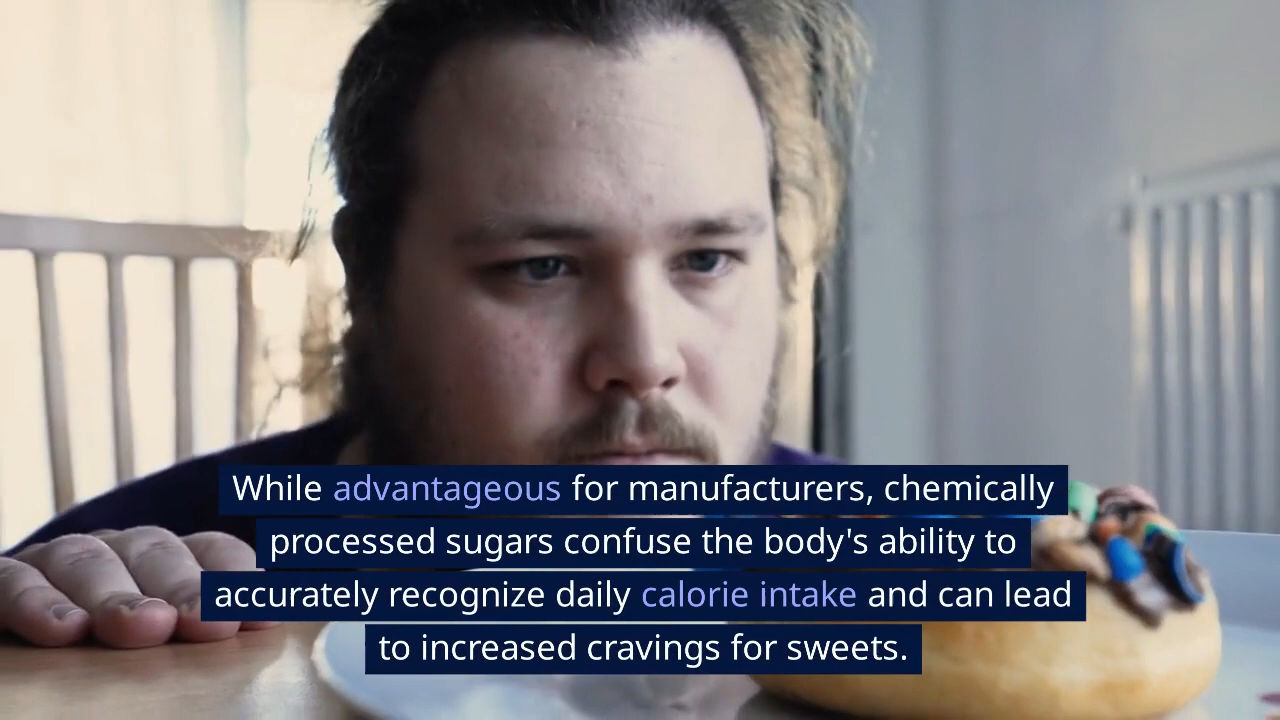 While advantageous for manufacturers, chemically
processed sugars confuse the body's ability to
accurately recognize daily calorie intake and can lead
to increased cravings for sweets.